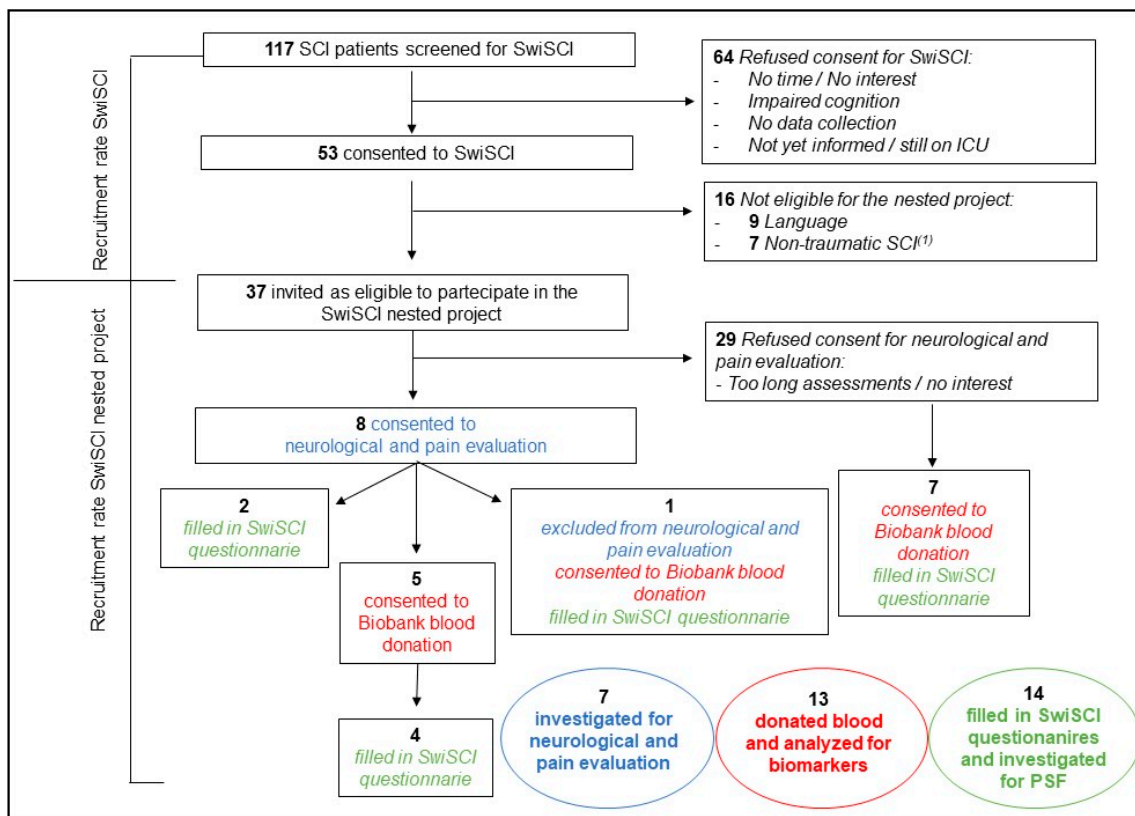 Recruitment rate SwiSCI
117 SCI patients screened for SwiSCI
64 Refused consent for SwiSCI:
- No time / No interest
- Impaired cognition
- No data collection
- Not yet informed / still on ICU
53 consented to SwiSCI
16 Not eligible for the nested project:
- 9 Language
- 7 Non-traumatic SCI(1)
Recruitment rate SwiSCI nested project
37 invited as eligible to partecipate in the
SwiSCI nested project
29 Refused consent for neurological and
pain evaluation:
- Too long assessments / no interest
8 consented to
neurological and pain evaluation
2
filled in SwiSCI
questionnarie
5
consented to
Biobank blood
donation
1
excluded from neurological and
pain evaluation
consented to Biobank blood
donation
filled in SwiSCI questionnarie
7
consented to
Biobank blood
donation
filled in SwiSCI
questionnarie
4
filled in SwiSCI
questionnarie
7
investigated for
neurological and
pain evaluation
13
donated blood
and analyzed for
biomarkers
14
filled in SwiSCI
questionanires
and investigated
for PSF